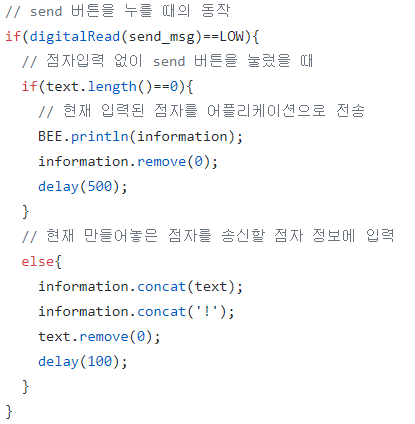 // send 버튼을 누를 때의 동작
if(digitalRead(send_msg)==LOW){
  // 점자입력 없이 send 버튼을 눌렀을 때
  if(text.length()==0){
    // 현재 입력된 점자를 어플리케이션으로 전송
    BEE.println(information);
    information.remove(0);
    delay(500);
  }
  // 현재 만들어놓은 점자를 송신할 점자 정보에 입력
  else{
    information.concat(text);
    information.concat('!');
    text.remove(0);
    delay(100);
  }
}